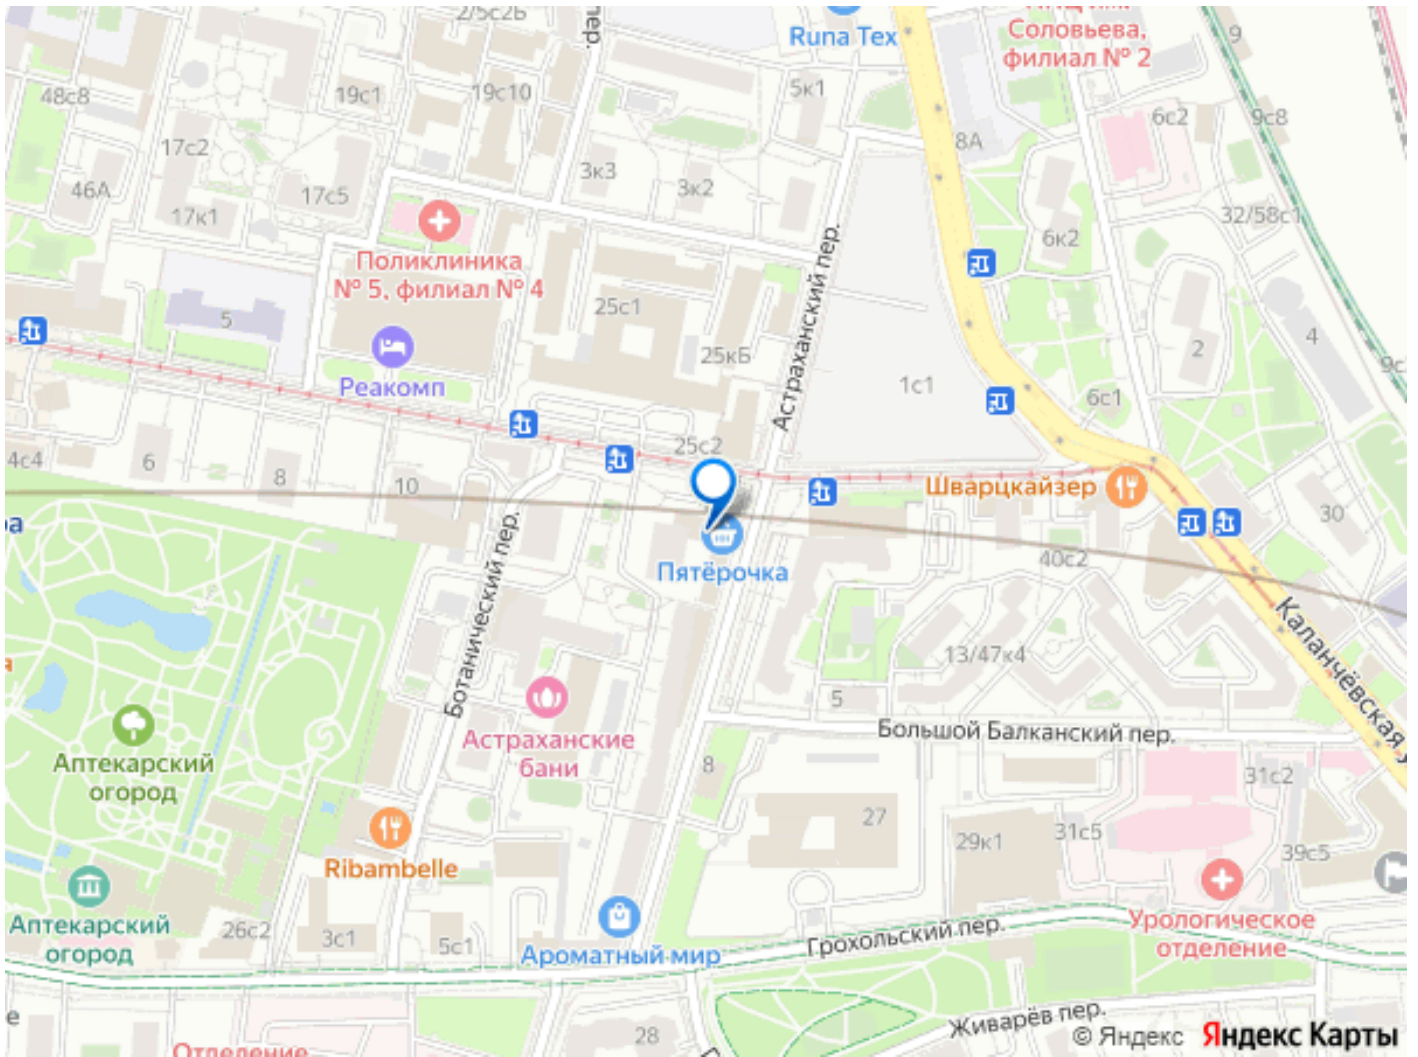 2/5с2Б
пер.
Runa Tex
Соловьева,
филиал № 2
9
48с8
19с1
19с10
5к1
6с2
9с8
8А
17с2
46А
17с5
3к3
3к2
17к1
32/58с1
6к2
Поликлиника
№ 5, филиал № 4
Астраханский пер.
25с1
5
25кБ
2
4
Реакомп
1с1
6с1
25с2
4с4
6
8
10
Шварцкайзер
30
Ботанический пер.
Пятёрочка
40с2
Каланчёвская у
13/47к4
5
Большой Балканский пер.
Астраханские
бани
Аптекарский
огород
8
31с2
27
29к1
31с5
39с5
Ribambelle
Аптекарский
огород
26с2
3с1
5с1
Ароматный мир
Грохольский пер.
Урологическое
отделение
28
Живарёв пер.
© Яндекс Яндекс Карты
Отделение